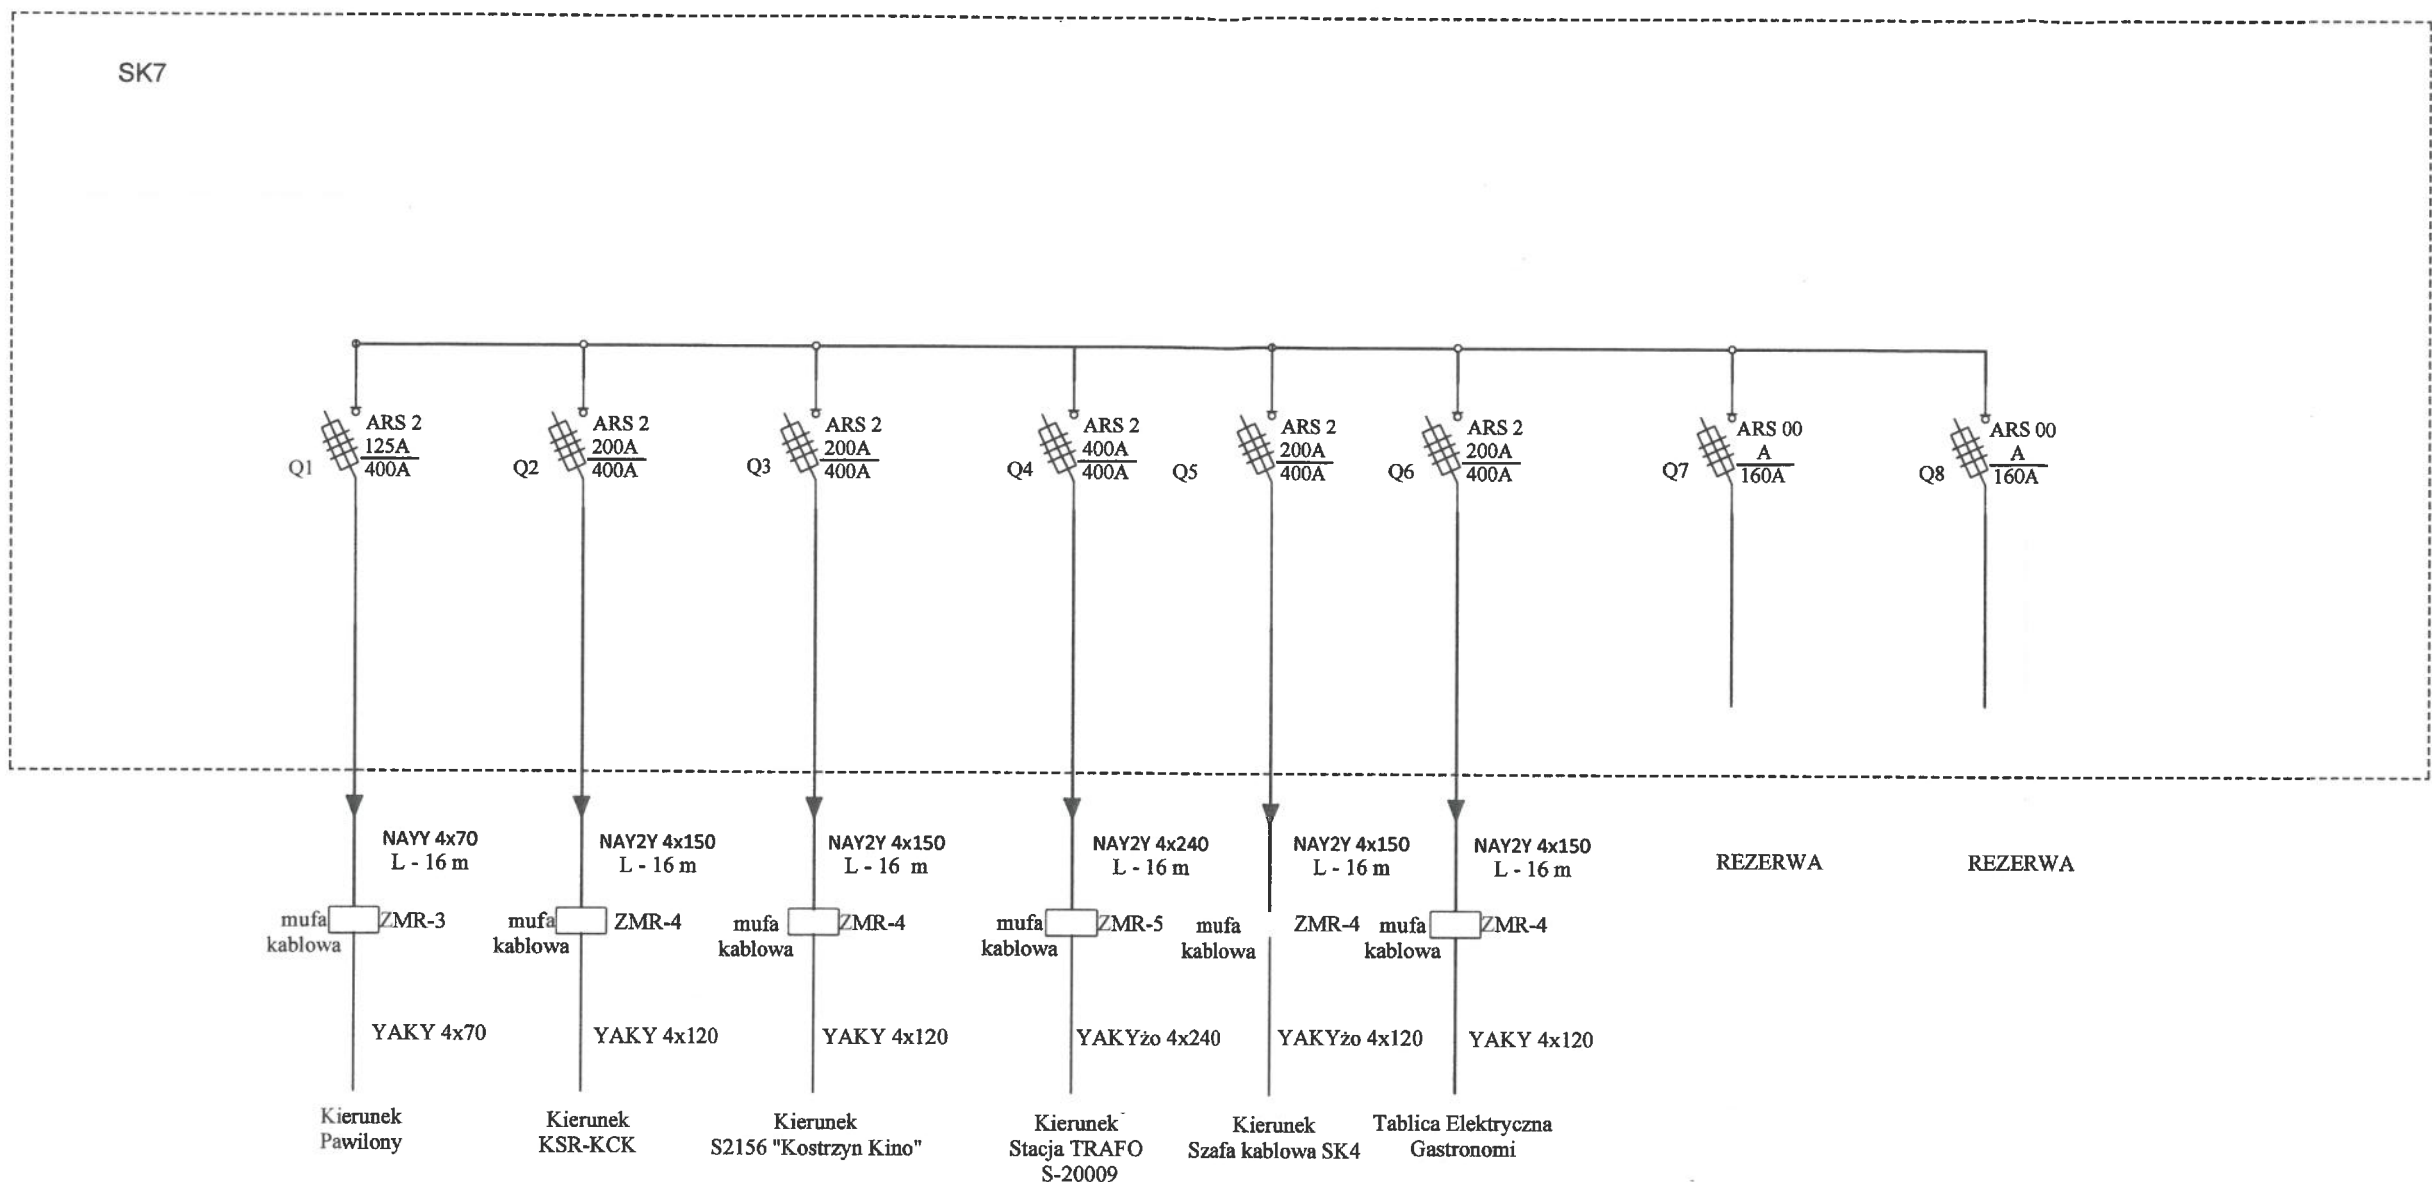 SK7
Q1
ARS 2
125A
400A
Q2
ARS 2
200A
400A
Q3
ARS 2
200A
400A
Q4
ARS 2
400A
400A
Q5
ARS 2
200A
400A
Q6
ARS 2
200A
400A
Q7
ARS 00
A
160A
Q8
ARS 00
A
160A
NAYY 4x70
L - 16 m
NAY2Y 4x150
L - 16 m
NAY2Y 4x150
L - 16 m
NAY2Y 4x240
L - 16 m
NAY2Y 4x150
L - 16 m
NAY2Y 4x150
L - 16 m
REZERWA
REZERWA
mufa
kablowa
ZMR-3
mufa
kablowa
ZMR-4
mufa
kablowa
ZMR-4
mufa
kablowa
ZMR-5
mufa
kablowa
ZMR-4
mufa
kablowa
ZMR-4
YAKY 4x70
YAKY 4x120
YAKY 4x120
YAKYżo 4x240
YAKYżo 4x120
YAKY 4x120
Kierunek
Pawilony
Kierunek
KSR-KCK
Kierunek
S2156 "Kostrzyn Kino"
Kierunek
Stacja TRAFO
S-20009
Kierunek
Szafa kablowa SK4
Tablica Elektryczna
Gastronomi